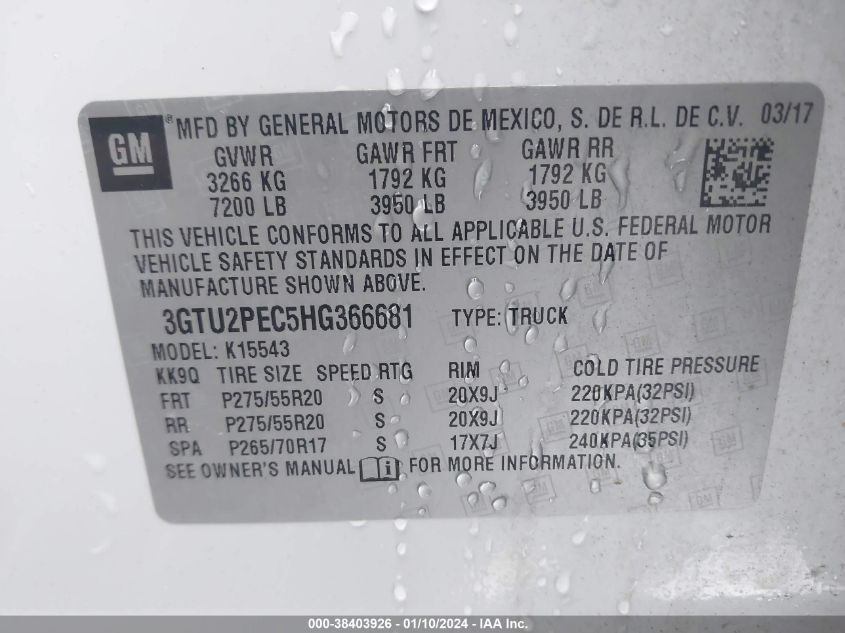 GM® MFD BY GENERAL MOTORS DE MEXICO, S. DE R.L. DE C.V. 03/17
GVWR GAWR FRT GAWR RR
3266 KG 1792 KG 1792 KG
7200 LB 3950 LB 3950 LB
THIS VEHICLE CONFORMS TO ALL APPLICABLE U.S. FEDERAL MOTOR
VEHICLE SAFETY STANDARDS IN EFFECT ON THE DATE OF
MANUFACTURE SHOWN ABOVE.
3GTU2PEC5HG366681 TYPE: TRUCK
MODEL: K15543
KK9Q TIRE SIZE SPEED RTG RIM COLD TIRE PRESSURE
FRT P275/55R20 S 20X9J 220KPA(32PSI)
RR P275/55R20 S 20X9J 220KPA(32PSI)
SPA P265/70R17 S 17X7J 240KPA(35PSI)
SEE OWNER'S MANUAL i FOR MORE INFORMATION.
000-38403926 - 01/10/2024 - IAA Inc.